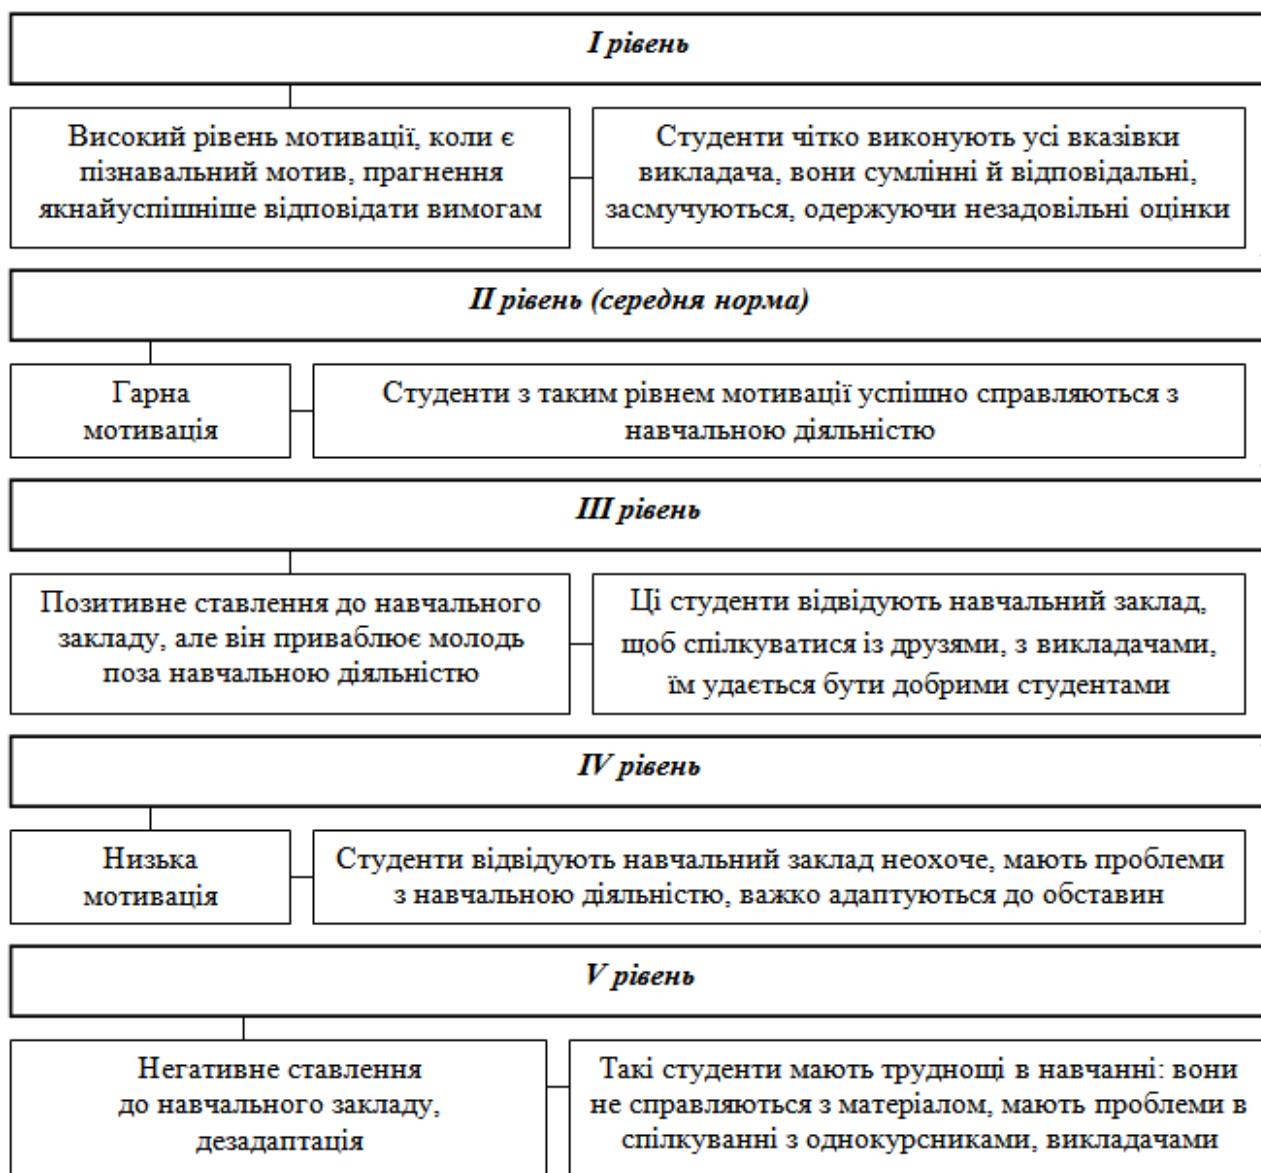 I рівень
Високий рівень мотивації, коли є
пізнавальний мотив, прагнення
якнайуспішніше відповідати вимогам
Студенти чітко виконують усі вказівки
викладача, вони сумлінні й відповідальні,
засмучуються, одержуючи незадовільні оцінки
II рівень (середня норма)
Гарна
мотивація
Студенти з таким рівнем мотивації успішно справляються з
навчальною діяльністю
III рівень
Позитивне ставлення до навчального
закладу, але він приваблює молодь
поза навчальною діяльністю
Ці студенти відвідують навчальний заклад,
щоб спілкуватися із друзями, з викладачами,
їм удається бути добрими студентами
IV рівень
Низька
мотивація
Студенти відвідують навчальний заклад неохоче, мають проблеми
з навчальною діяльністю, важко адаптуються до обставин
V рівень
Негативне ставлення
до навчального закладу,
дезадаптація
Такі студенти мають труднощі в навчанні: вони
не справляються з матеріалом, мають проблеми в
спілкуванні з однокурсниками, викладачами